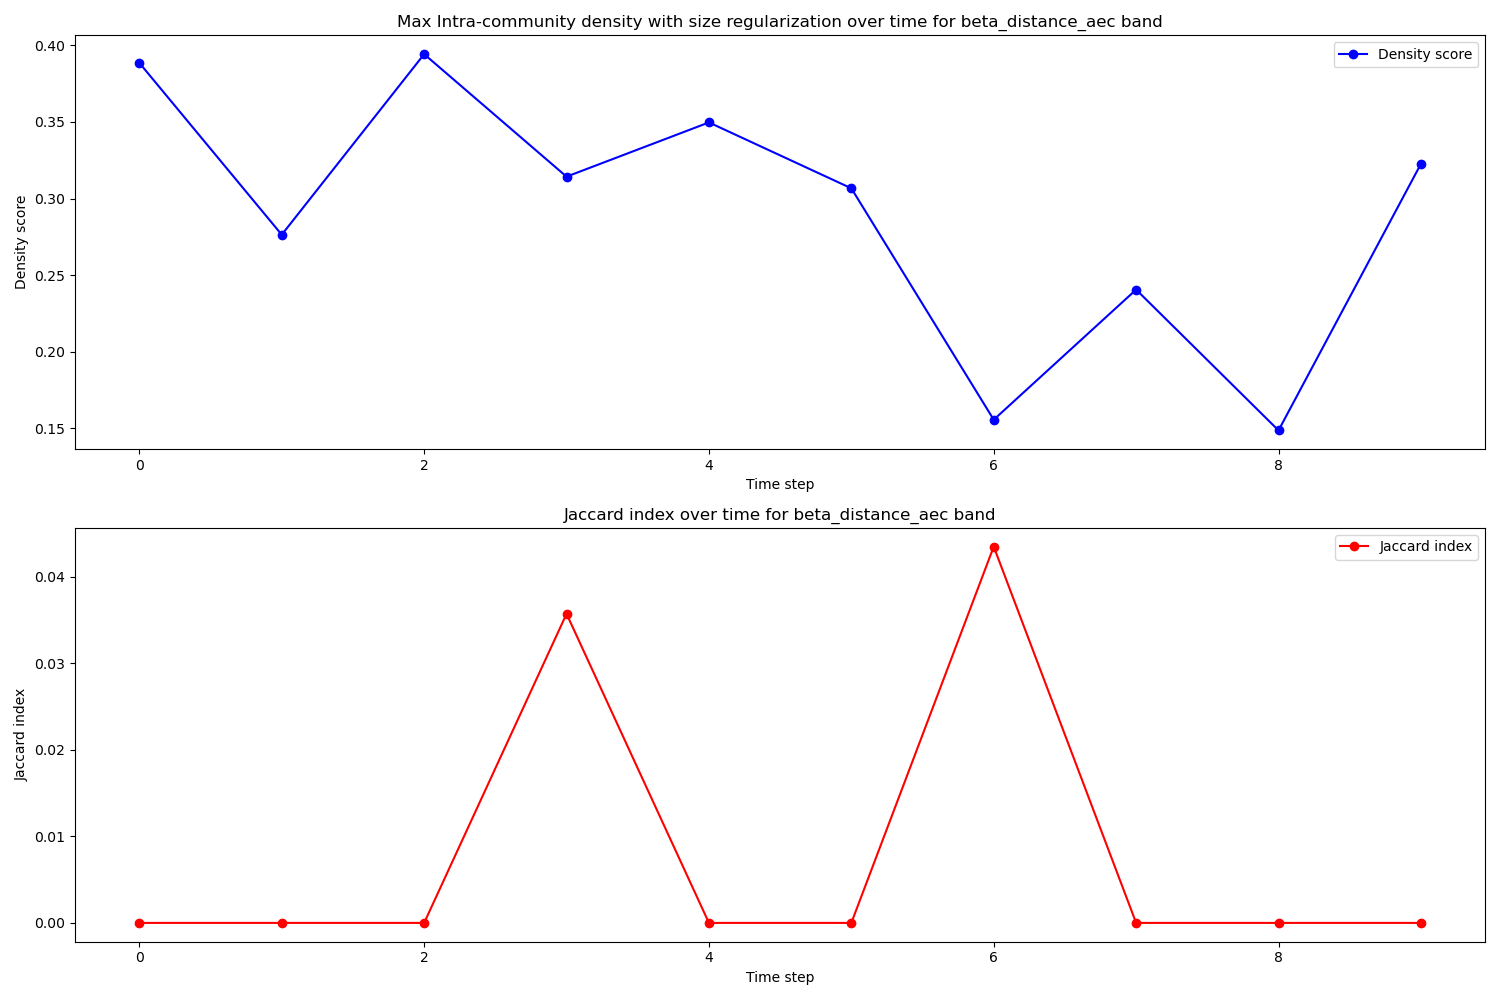 Max Intra-community density with size regularization over time for beta_distance_aec band
Density score
0.40
0.35
0.30
0.25
0.20
0.15
Density score
0 2 4 6 8
Time step
Jaccard index over time for beta_distance_aec band
Jaccard index
0.04
0.03
0.02
0.01
0.00
Jaccard index
0 2 4 6 8
Time step